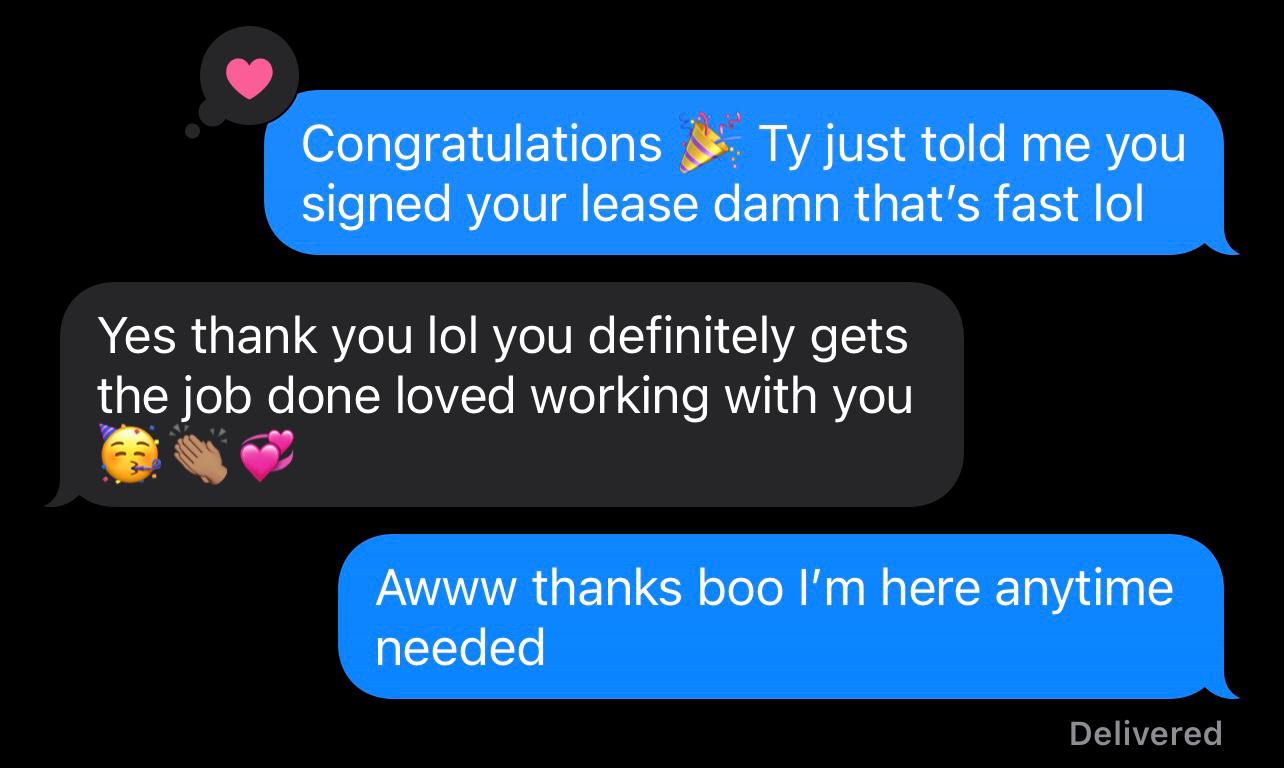 Congratulations 🎉 Ty just told me you
signed your lease damn that’s fast lol
Yes thank you lol you definitely gets
the job done loved working with you
🥳👏🏽💞
Awww thanks boo I’m here anytime
needed
Delivered